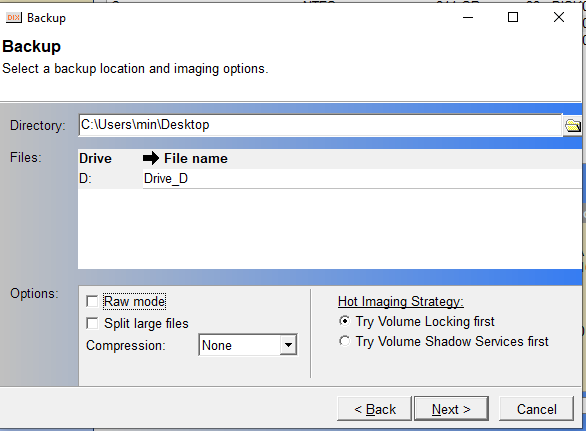 DIX Backup
Backup
Select a backup location and imaging options.
Directory: C:\Users\min\Desktop
Files: Drive File name
D: Drive_D
Options:
Raw mode
Split large files
Compression: None
Hot Imaging Strategy:
Try Volume Locking first
Try Volume Shadow Services first
< Back Next > Cancel